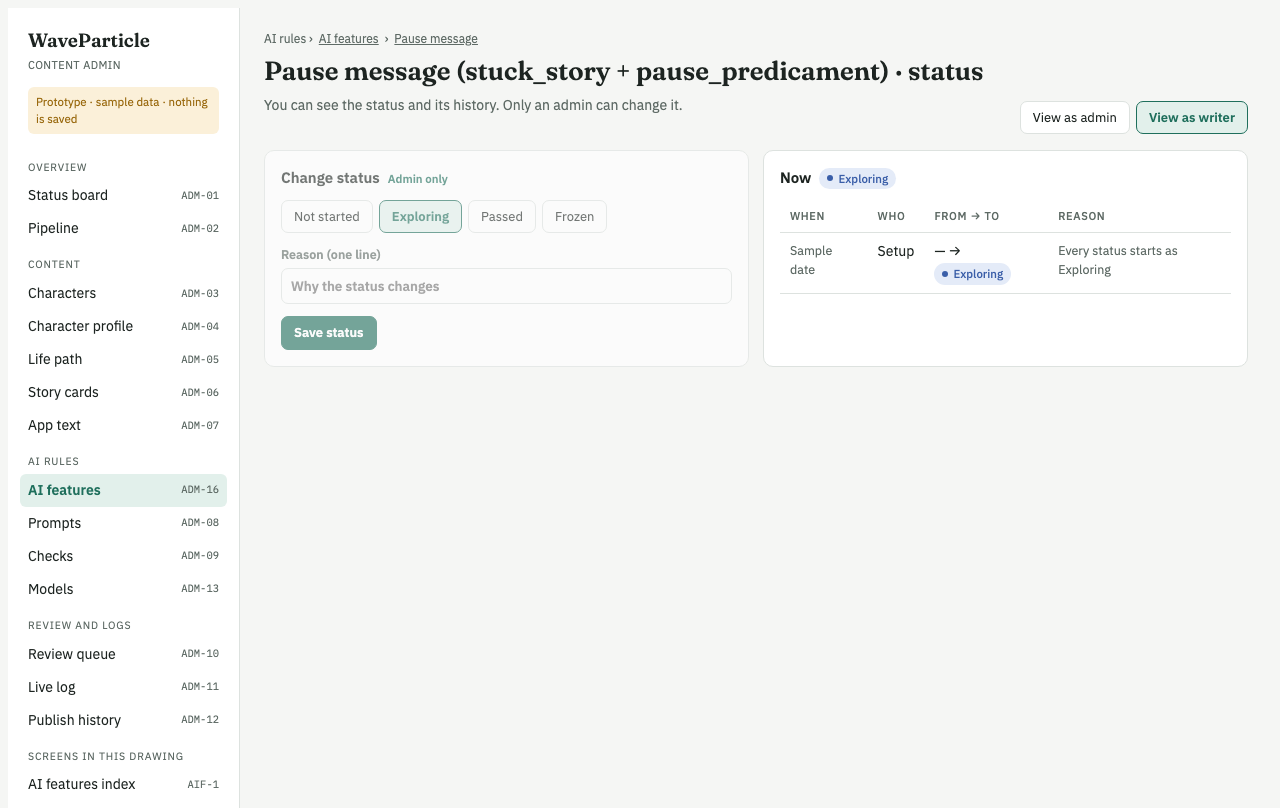 WaveParticle
CONTENT ADMIN
Prototype · sample data · nothing
is saved
OVERVIEW
Status board ADM-01
Pipeline ADM-02
CONTENT
Characters ADM-03
Character profile ADM-04
Life path ADM-05
Story cards ADM-06
App text ADM-07
AI RULES
AI features ADM-16
Prompts ADM-08
Checks ADM-09
Models ADM-13
REVIEW AND LOGS
Review queue ADM-10
Live log ADM-11
Publish history ADM-12
SCREENS IN THIS DRAWING
AI features index AIF-1
AI rules › AI features › Pause message
Pause message (stuck_story + pause_predicament) · status
You can see the status and its history. Only an admin can change it.
View as admin View as writer
Change status Admin only
Not started Exploring Passed Frozen
Reason (one line)
Why the status changes
Save status
Now Exploring
WHEN WHO FROM → TO REASON
Sample date Setup — → Exploring Every status starts as Exploring